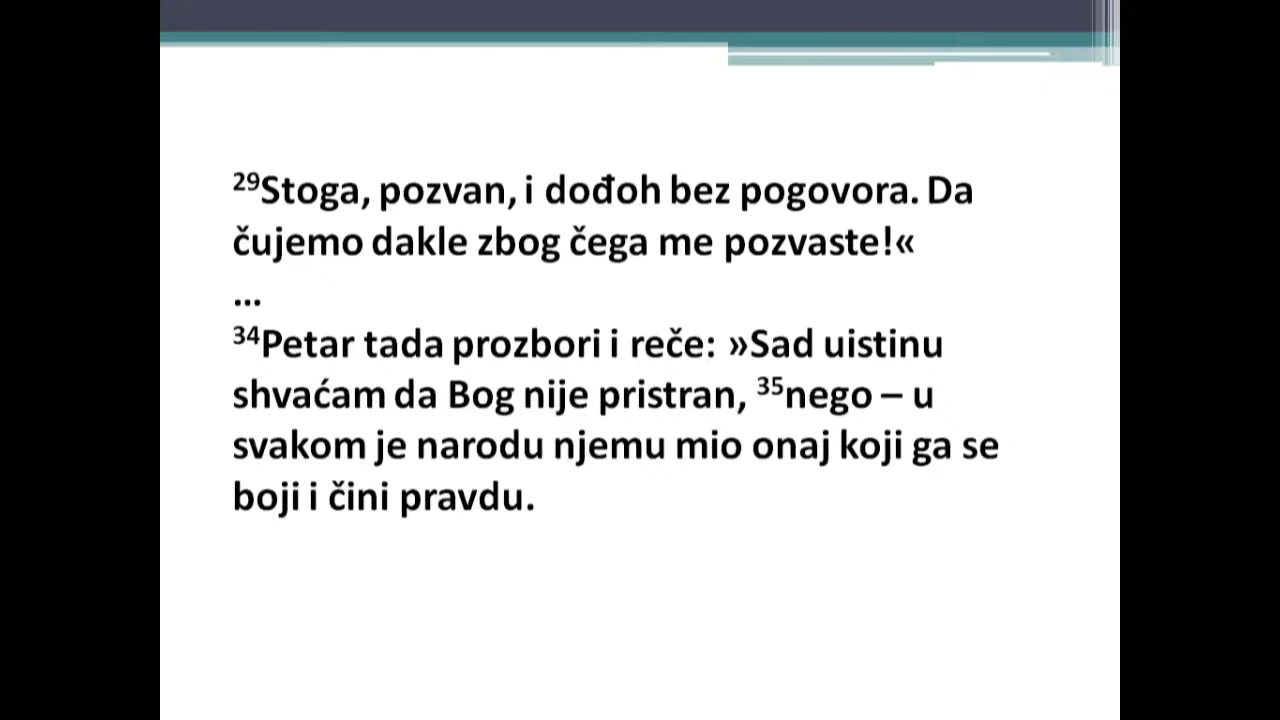 ²⁹Stoga, pozvan, i dođoh bez pogovora. Da
čujemo dakle zbog čega me pozvaste!«
...
³⁴Petar tada prozbori i reče: »Sad uistinu
shvaćam da Bog nije pristran, ³⁵nego – u
svakom je narodu njemu mio onaj koji ga se
boji i čini pravdu.